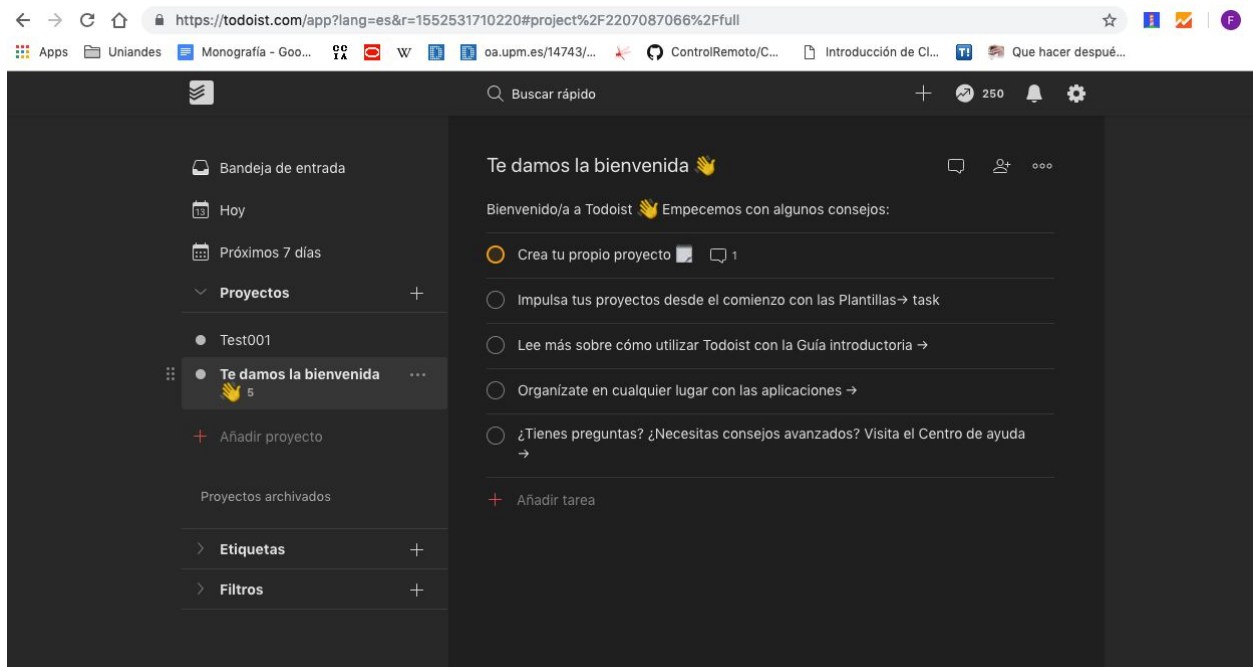 https://todoist.com/app?lang=es&r=1552531710220#project%2F2207087066%2Ffull
F
Apps Uniandes Monografía - Goo... W oa.upm.es/14743/... ControlRemoto/C... Introducción de Cl... T! Que hacer despué...
Buscar rápido 250
Bandeja de entrada
13 Hoy
Próximos 7 días
Proyectos
Test001
Te damos la bienvenida
👋 5
Añadir proyecto
Proyectos archivados
Etiquetas
Filtros
Te damos la bienvenida 👋
Bienvenido/a a Todoist 👋 Empecemos con algunos consejos:
Crea tu propio proyecto 🗒️ 1
Impulsa tus proyectos desde el comienzo con las Plantillas→ task
Lee más sobre cómo utilizar Todoist con la Guía introductoria →
Organízate en cualquier lugar con las aplicaciones →
¿Tienes preguntas? ¿Necesitas consejos avanzados? Visita el Centro de ayuda
→
Añadir tarea